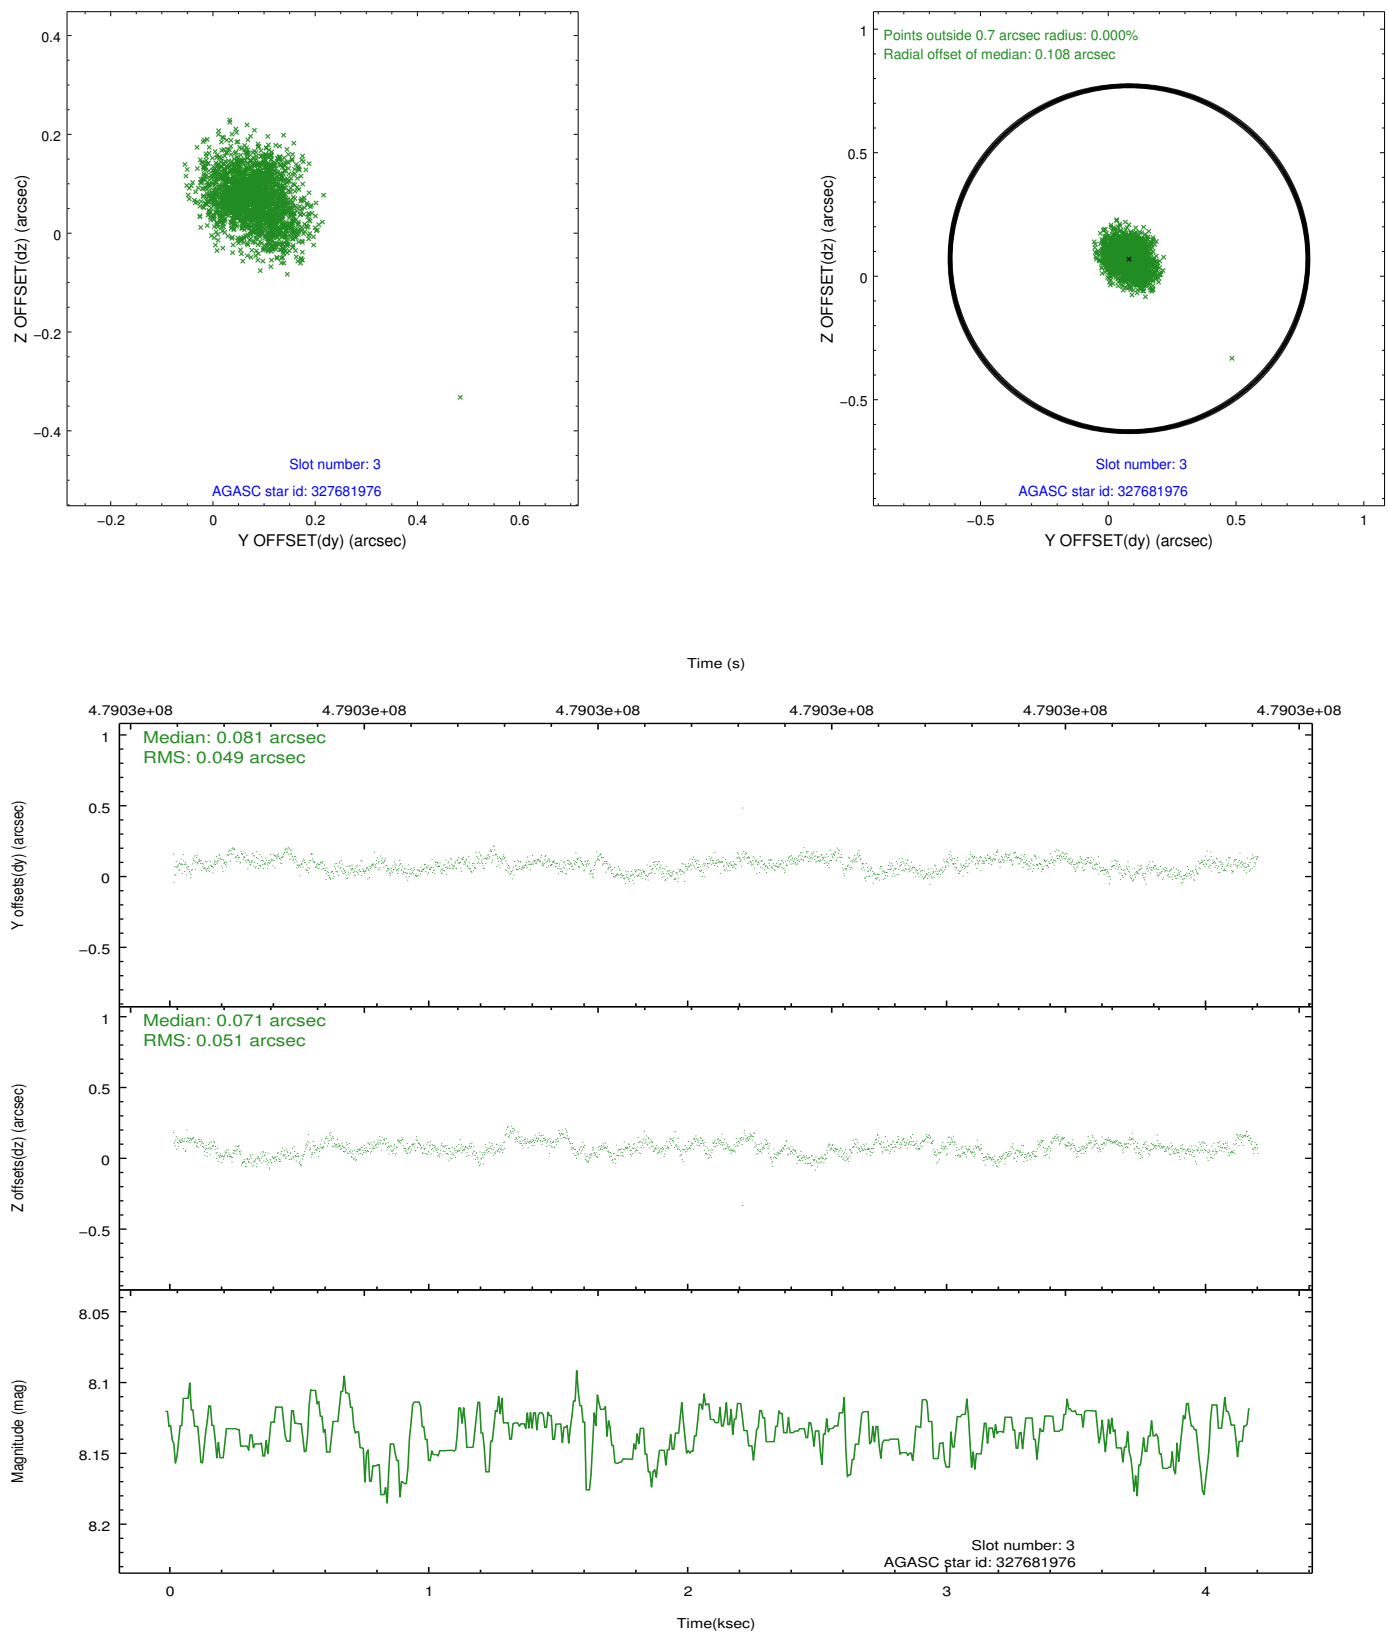 0.4
0.2
0
−0.2
−0.4
Z OFFSET(dz) (arcsec)
Slot number: 3
AGASC star id: 327681976
−0.2
0
0.2
0.4
0.6
Y OFFSET(dy) (arcsec)
Points outside 0.7 arcsec radius: 0.000%
Radial offset of median: 0.108 arcsec
1
0.5
0
−0.5
Z OFFSET(dz) (arcsec)
Slot number: 3
AGASC star id: 327681976
−0.5
0
0.5
1
Y OFFSET(dy) (arcsec)
Time (s)
4.7903e+08
4.7903e+08
4.7903e+08
4.7903e+08
4.7903e+08
4.7903e+08
Median: 0.081 arcsec
RMS: 0.049 arcsec
1
0.5
0
−0.5
Y offsets(dy) (arcsec)
Median: 0.071 arcsec
RMS: 0.051 arcsec
1
0.5
0
−0.5
Z offsets(dz) (arcsec)
8.05
8.1
8.15
8.2
Magnitude (mag)
Slot number: 3
AGASC star id: 327681976
0
1
2
3
4
Time(ksec)